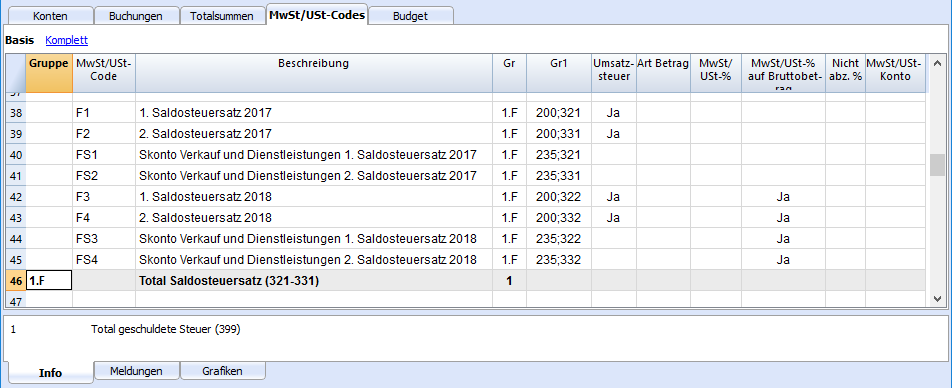 Konten Buchungen Totalsummen MwSt/USt-Codes Budget
Basis Komplett
Gruppe MwSt/USt-Code Beschreibung Gr Gr1 Umsatz-steuer Art Betrag MwSt/USt-% MwSt/USt-% auf Bruttobet-rag Nicht abz. % MwSt/USt-Konto
37
38 F1 1. Saldosteuersatz 2017 1.F 200;321 Ja
39 F2 2. Saldosteuersatz 2017 1.F 200;331 Ja
40 FS1 Skonto Verkauf und Dienstleistungen 1. Saldosteuersatz 2017 1.F 235;321
41 FS2 Skonto Verkauf und Dienstleistungen 2. Saldosteuersatz 2017 1.F 235;331
42 F3 1. Saldosteuersatz 2018 1.F 200;322 Ja Ja
43 F4 2. Saldosteuersatz 2018 1.F 200;332 Ja Ja
44 FS3 Skonto Verkauf und Dienstleistungen 1. Saldosteuersatz 2018 1.F 235;322 Ja
45 FS4 Skonto Verkauf und Dienstleistungen 2. Saldosteuersatz 2018 1.F 235;332 Ja
46 1.F Total Saldosteuersatz (321-331) 1
47
1 Total geschuldete Steuer (399)
Info Meldungen Grafiken